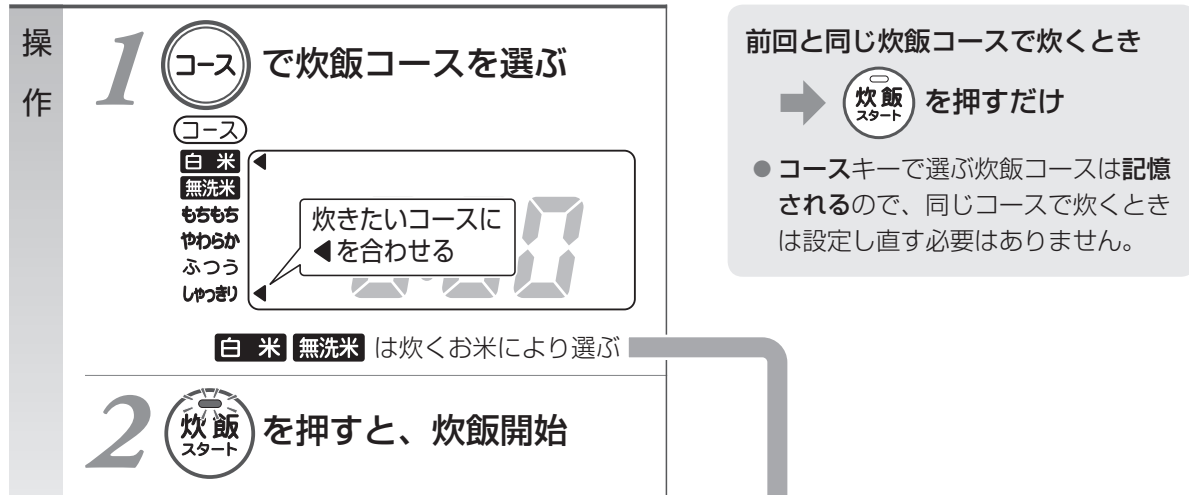 操作
1 コース で炊飯コースを選ぶ
コース
白米
無洗米
もちもち
やわらか
ふつう
しゃっきり
炊きたいコースに
◀を合わせる
白米 無洗米 は炊くお米により選ぶ
2 炊飯スタート を押すと、炊飯開始
前回と同じ炊飯コースで炊くとき
炊飯スタート を押すだけ
●コースキーで選ぶ炊飯コースは記憶
されるので、同じコースで炊くとき
は設定し直す必要はありません。